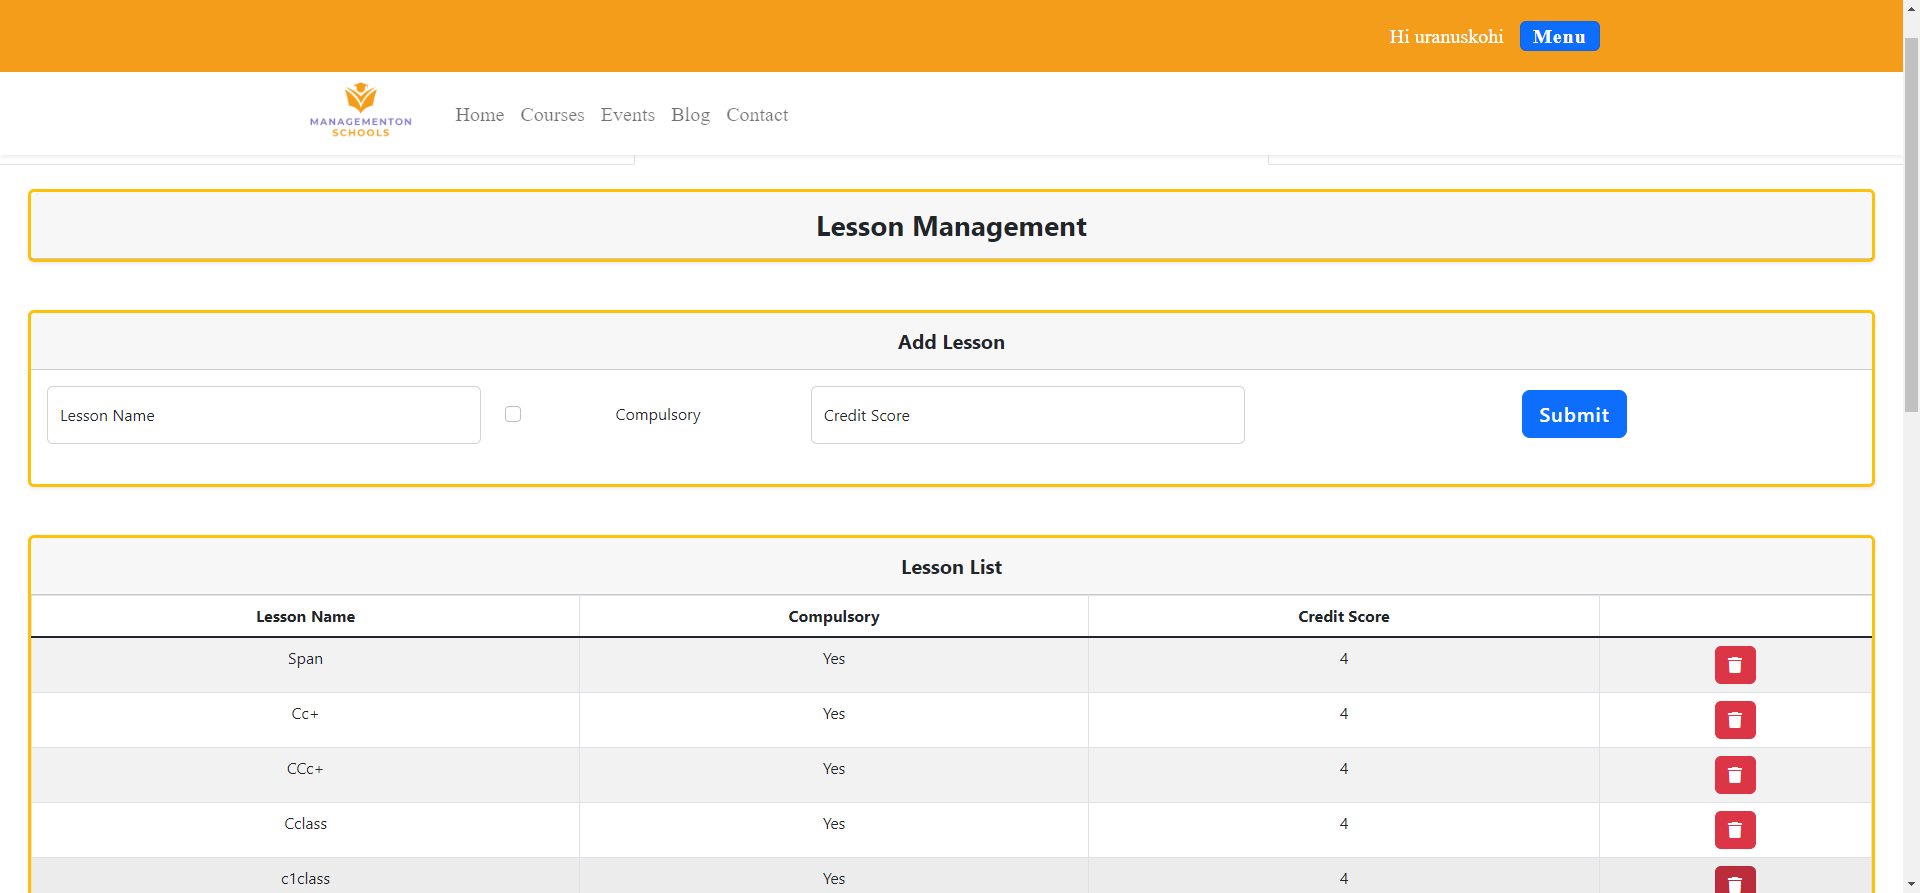 Hi uranuskohi Menu
MANAGEMENTON
SCHOOLS
Home Courses Events Blog Contact
Lesson Management
Add Lesson
Lesson Name Compulsory Credit Score Submit
Lesson List
Lesson Name Compulsory Credit Score
Span Yes 4
Cc+ Yes 4
CCc+ Yes 4
Cclass Yes 4
c1class Yes 4